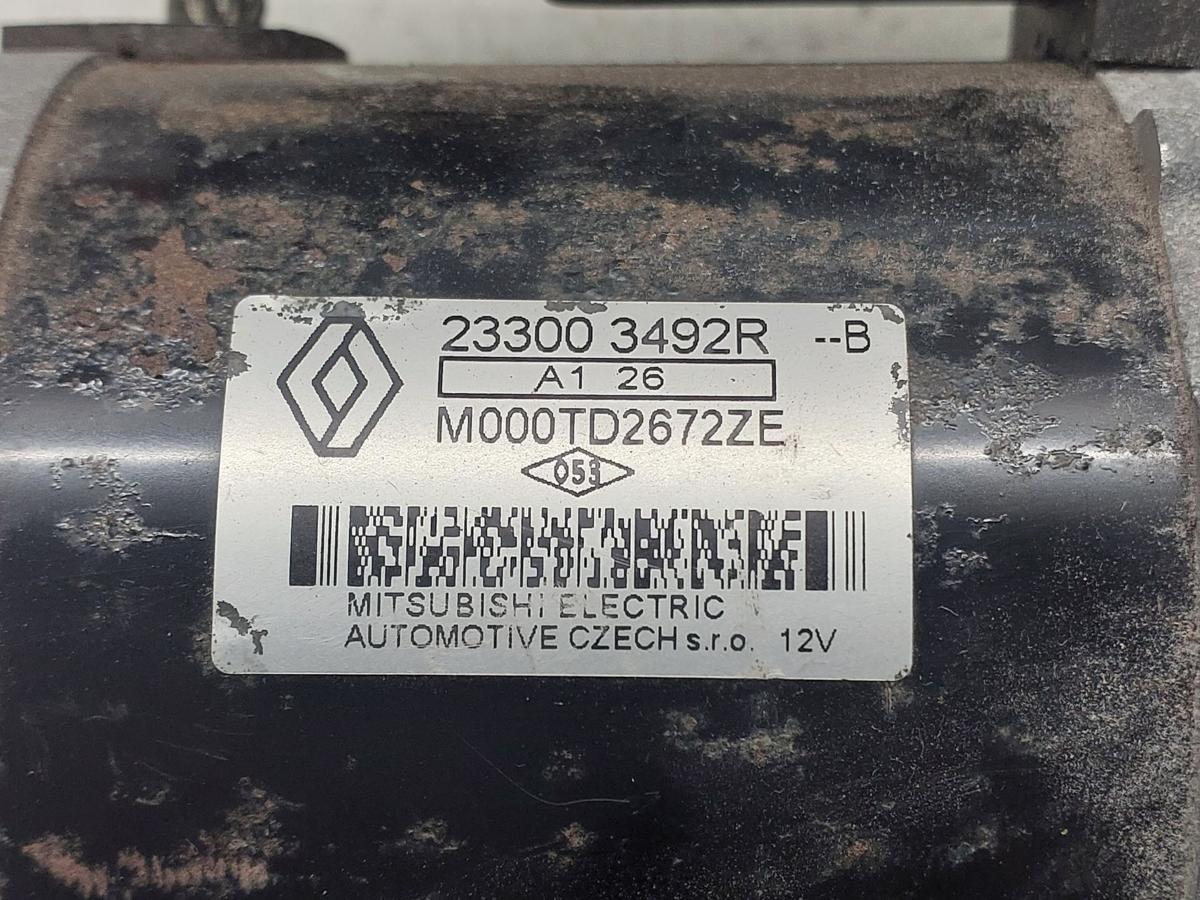 23300 3492R --B
A1 26
M000TD2672ZE
053
MITSUBISHI ELECTRIC
AUTOMOTIVE CZECH s.r.o. 12V